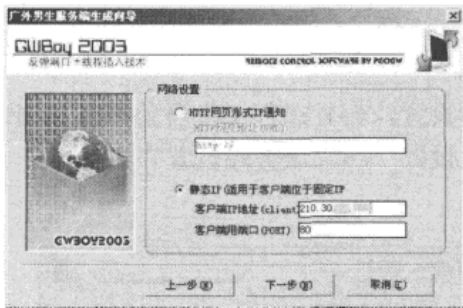 广外男生服务端生成向导
GWBoy 2003
反弹端口+线程插入技术
REMOTE CONTROL SOFTWARE BY
网络设置
HTTP网页形式IP通知
http://
静态IP(适用于客户端位于固定IP
客户端IP地址(client 210.30
客户端用端口(PORT) 80
GWBOY2003
上一步
下一步
取消(C)